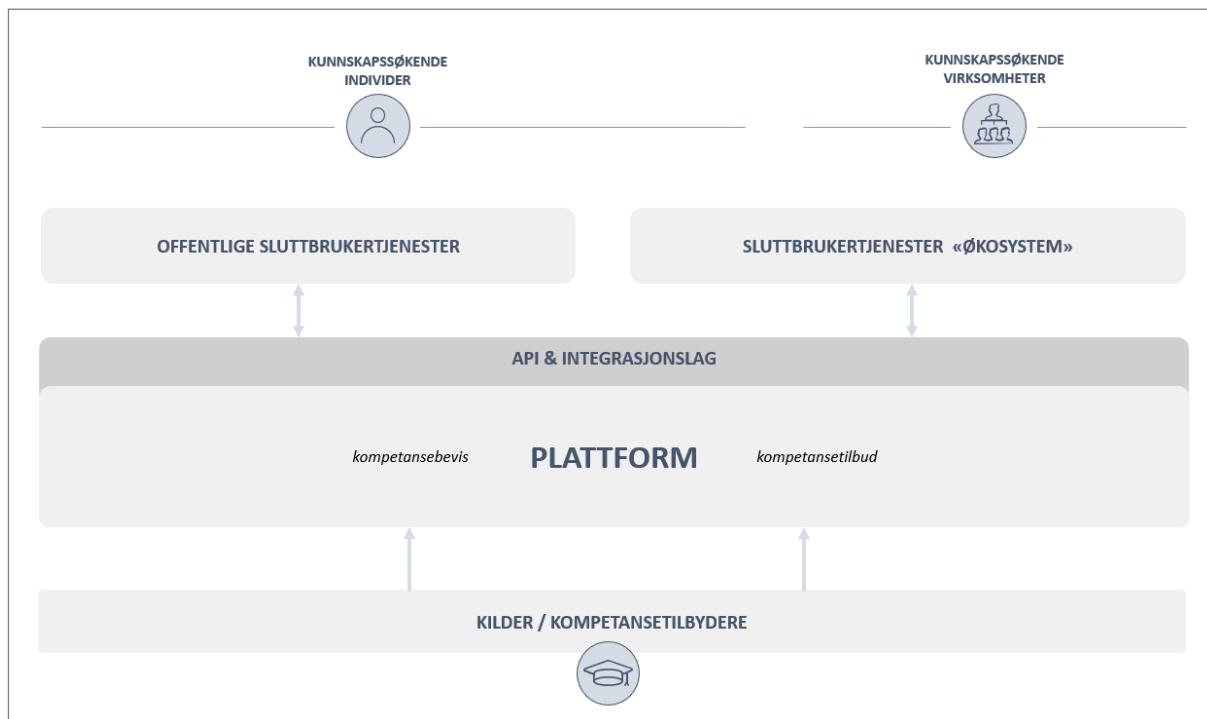 KUNNSKAPSSØKENDE
INDIVIDER
KUNNSKAPSSØKENDE
VIRKSOMHETER
OFFENTLIGE SLUTTBRUKERTJENESTER
SLUTTBRUKERTJENESTER «ØKOSYSTEM»
API & INTEGRASJONSLAG
kompetansebevis
PLATTFORM
kompetansetilbud
KILDER / KOMPETANSETILBYDERE